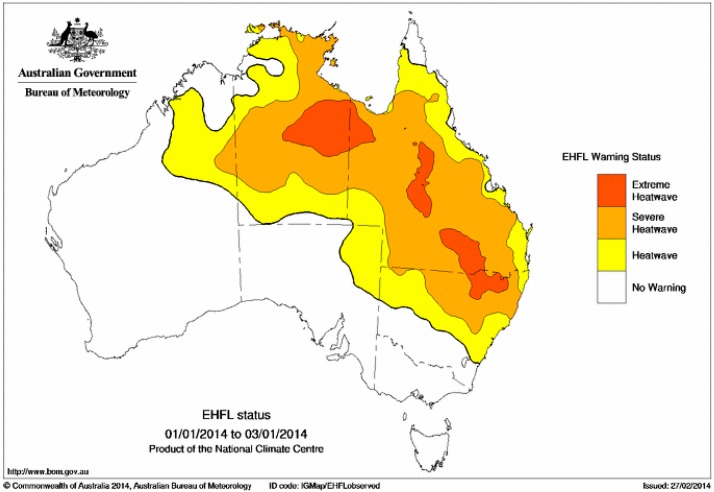 Australian Government
Bureau of Meteorology
EHFL Warning Status
Extreme
Heatwave
Severe
Heatwave
Heatwave
No Warning
EHFL status
01/01/2014 to 03/01/2014
Product of the National Climate Centre
http://www.bom.gov.au
© Commonwealth of Australia 2014, Australian Bureau of Meteorology ID code: IGMap/EHFLobserved Issued: 27/02/2014